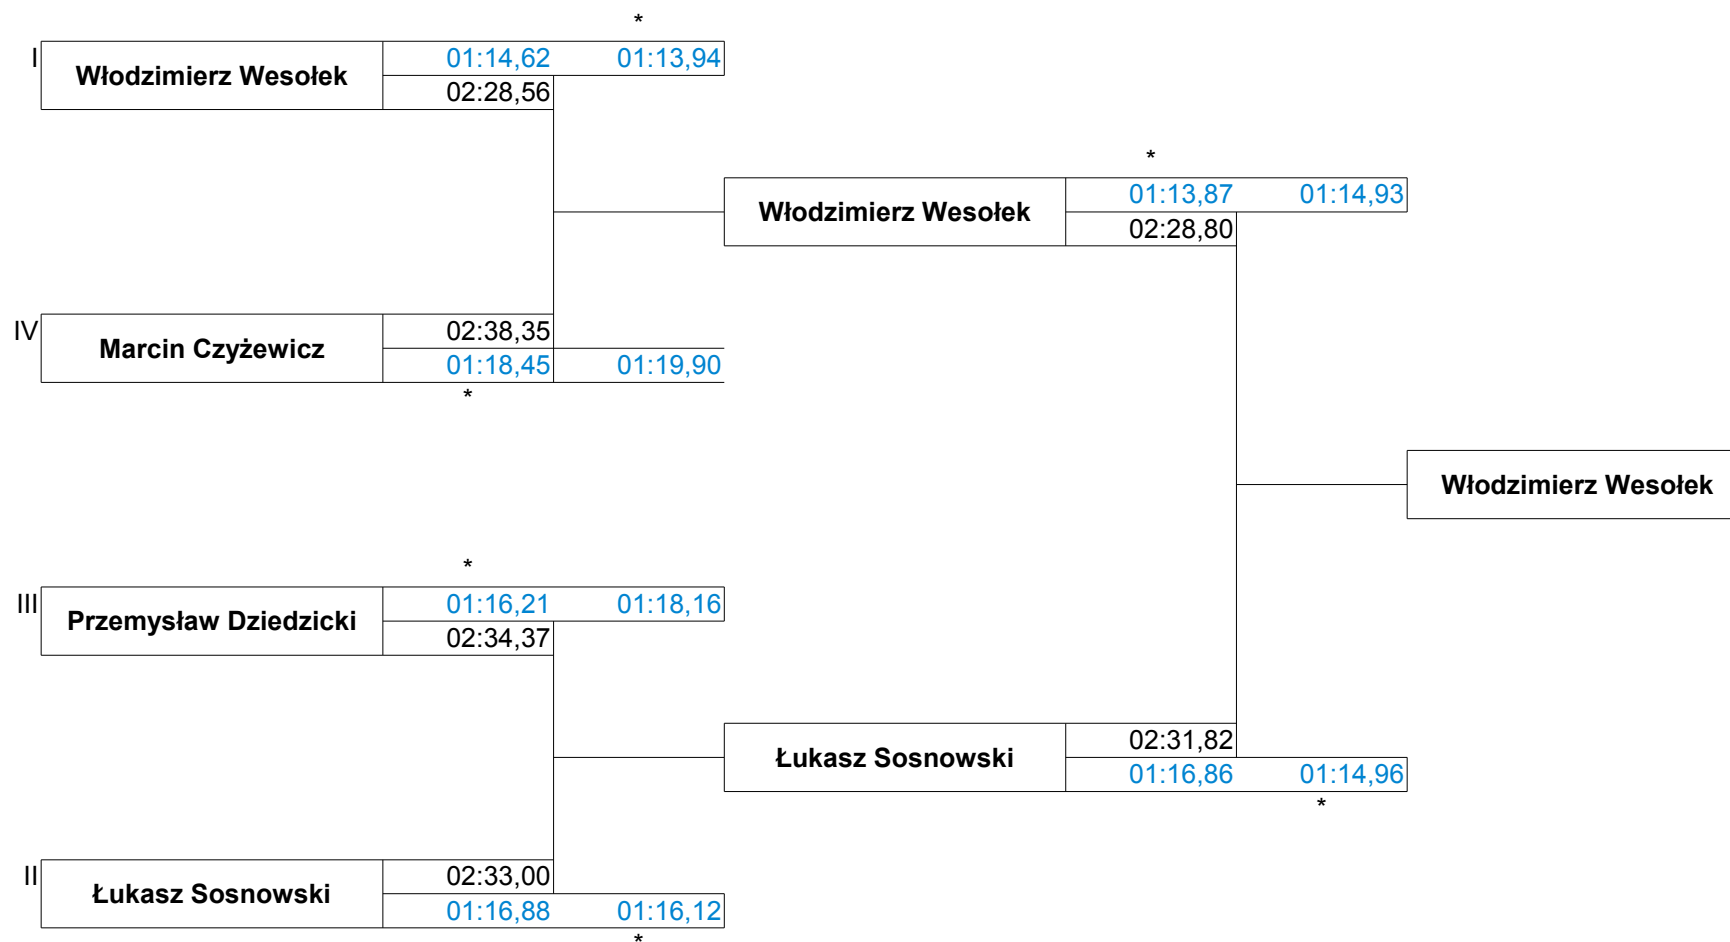 *
I Włodzimierz Wesołek 01:14,62 01:13,94
02:28,56
*
Włodzimierz Wesołek 01:13,87 01:14,93
02:28,80
IV Marcin Czyżewicz 02:38,35
01:18,45 01:19,90
*
Włodzimierz Wesołek
*
III Przemysław Dziedzicki 01:16,21 01:18,16
02:34,37
Łukasz Sosnowski 02:31,82
01:16,86 01:14,96
*
II Łukasz Sosnowski 02:33,00
01:16,88 01:16,12
*